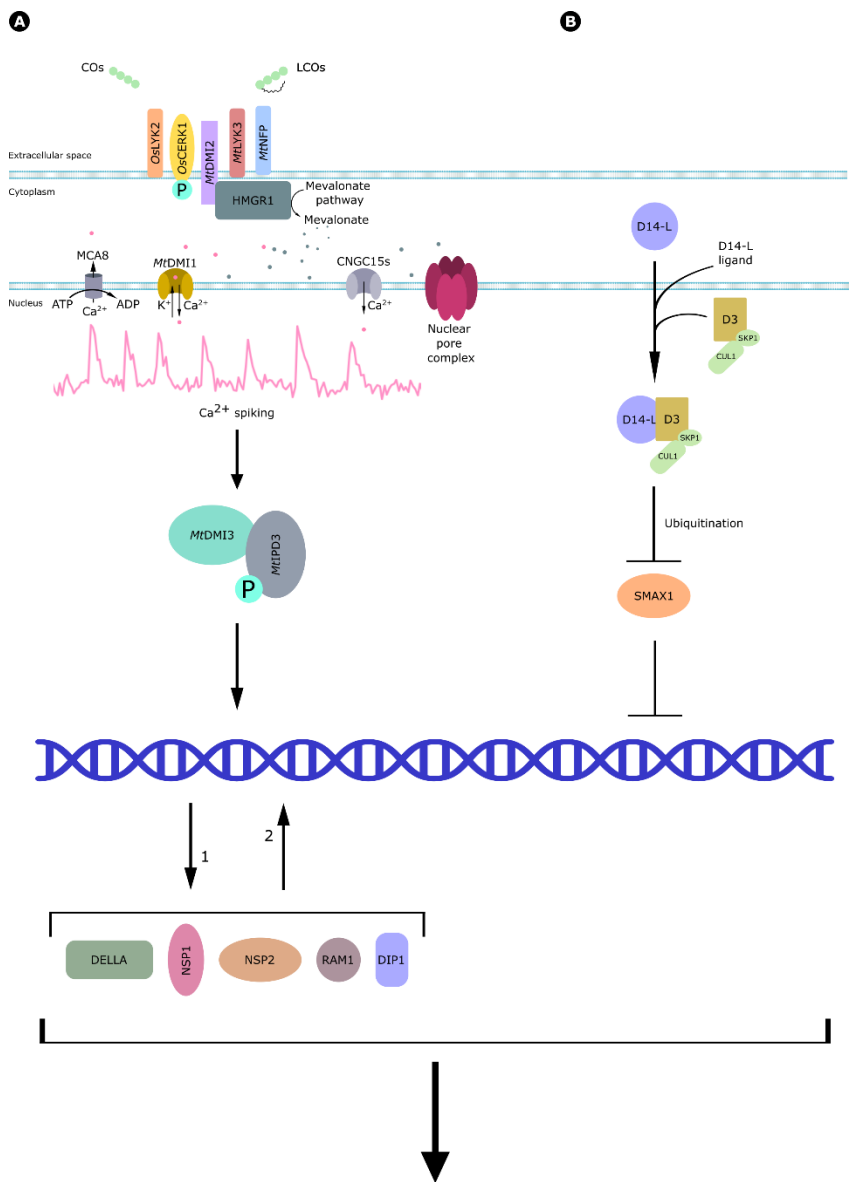 A
B
COs
LCOs
OsLYK2
OsCERK1
MtDMI2
MtLYK3
MtNFP
Extracellular space
Cytoplasm
P
HMGR1
Mevalonate
pathway
Mevalonate
MCA8
MtDMI1
CNGC15s
Nucleus
ATP
ADP
Ca2+
K+
Ca2+
Ca2+
Nuclear
pore
complex
Ca2+ spiking
MtDMI3
MtIPD3
P
D14-L
D14-L
ligand
D3
SKP1
CUL1
D14-L
D3
SKP1
CUL1
Ubiquitination
SMAX1
1
2
DELLA
NSP1
NSP2
RAM1
DIP1